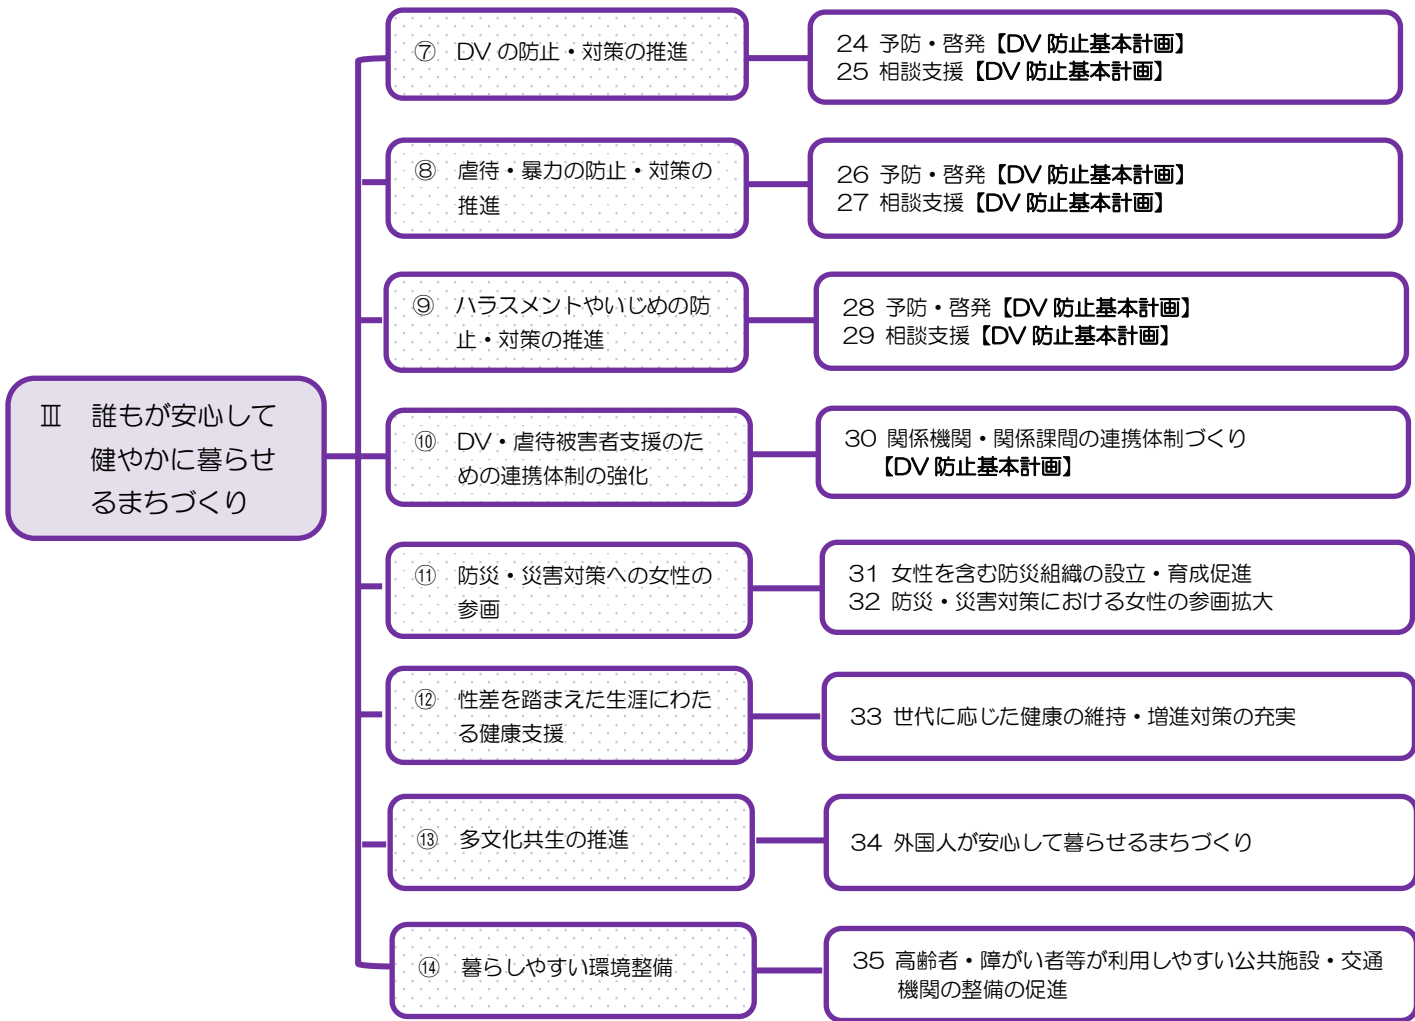 ⑦ DVの防止・対策の推進
24 予防・啓発【DV防止基本計画】
25 相談支援【DV防止基本計画】
⑧ 虐待・暴力の防止・対策の
推進
26 予防・啓発【DV防止基本計画】
27 相談支援【DV防止基本計画】
⑨ ハラスメントやいじめの防
止・対策の推進
28 予防・啓発【DV防止基本計画】
29 相談支援【DV防止基本計画】
Ⅲ 誰もが安心して
健やかに暮らせ
るまちづくり
⑩ DV・虐待被害者支援のた
めの連携体制の強化
30 関係機関・関係課間の連携体制づくり
【DV防止基本計画】
⑪ 防災・災害対策への女性の
参画
31 女性を含む防災組織の設立・育成促進
32 防災・災害対策における女性の参画拡大
⑫ 性差を踏まえた生涯にわた
る健康支援
33 世代に応じた健康の維持・増進対策の充実
⑬ 多文化共生の推進
34 外国人が安心して暮らせるまちづくり
⑭ 暮らしやすい環境整備
35 高齢者・障がい者等が利用しやすい公共施設・交通
機関の整備の促進